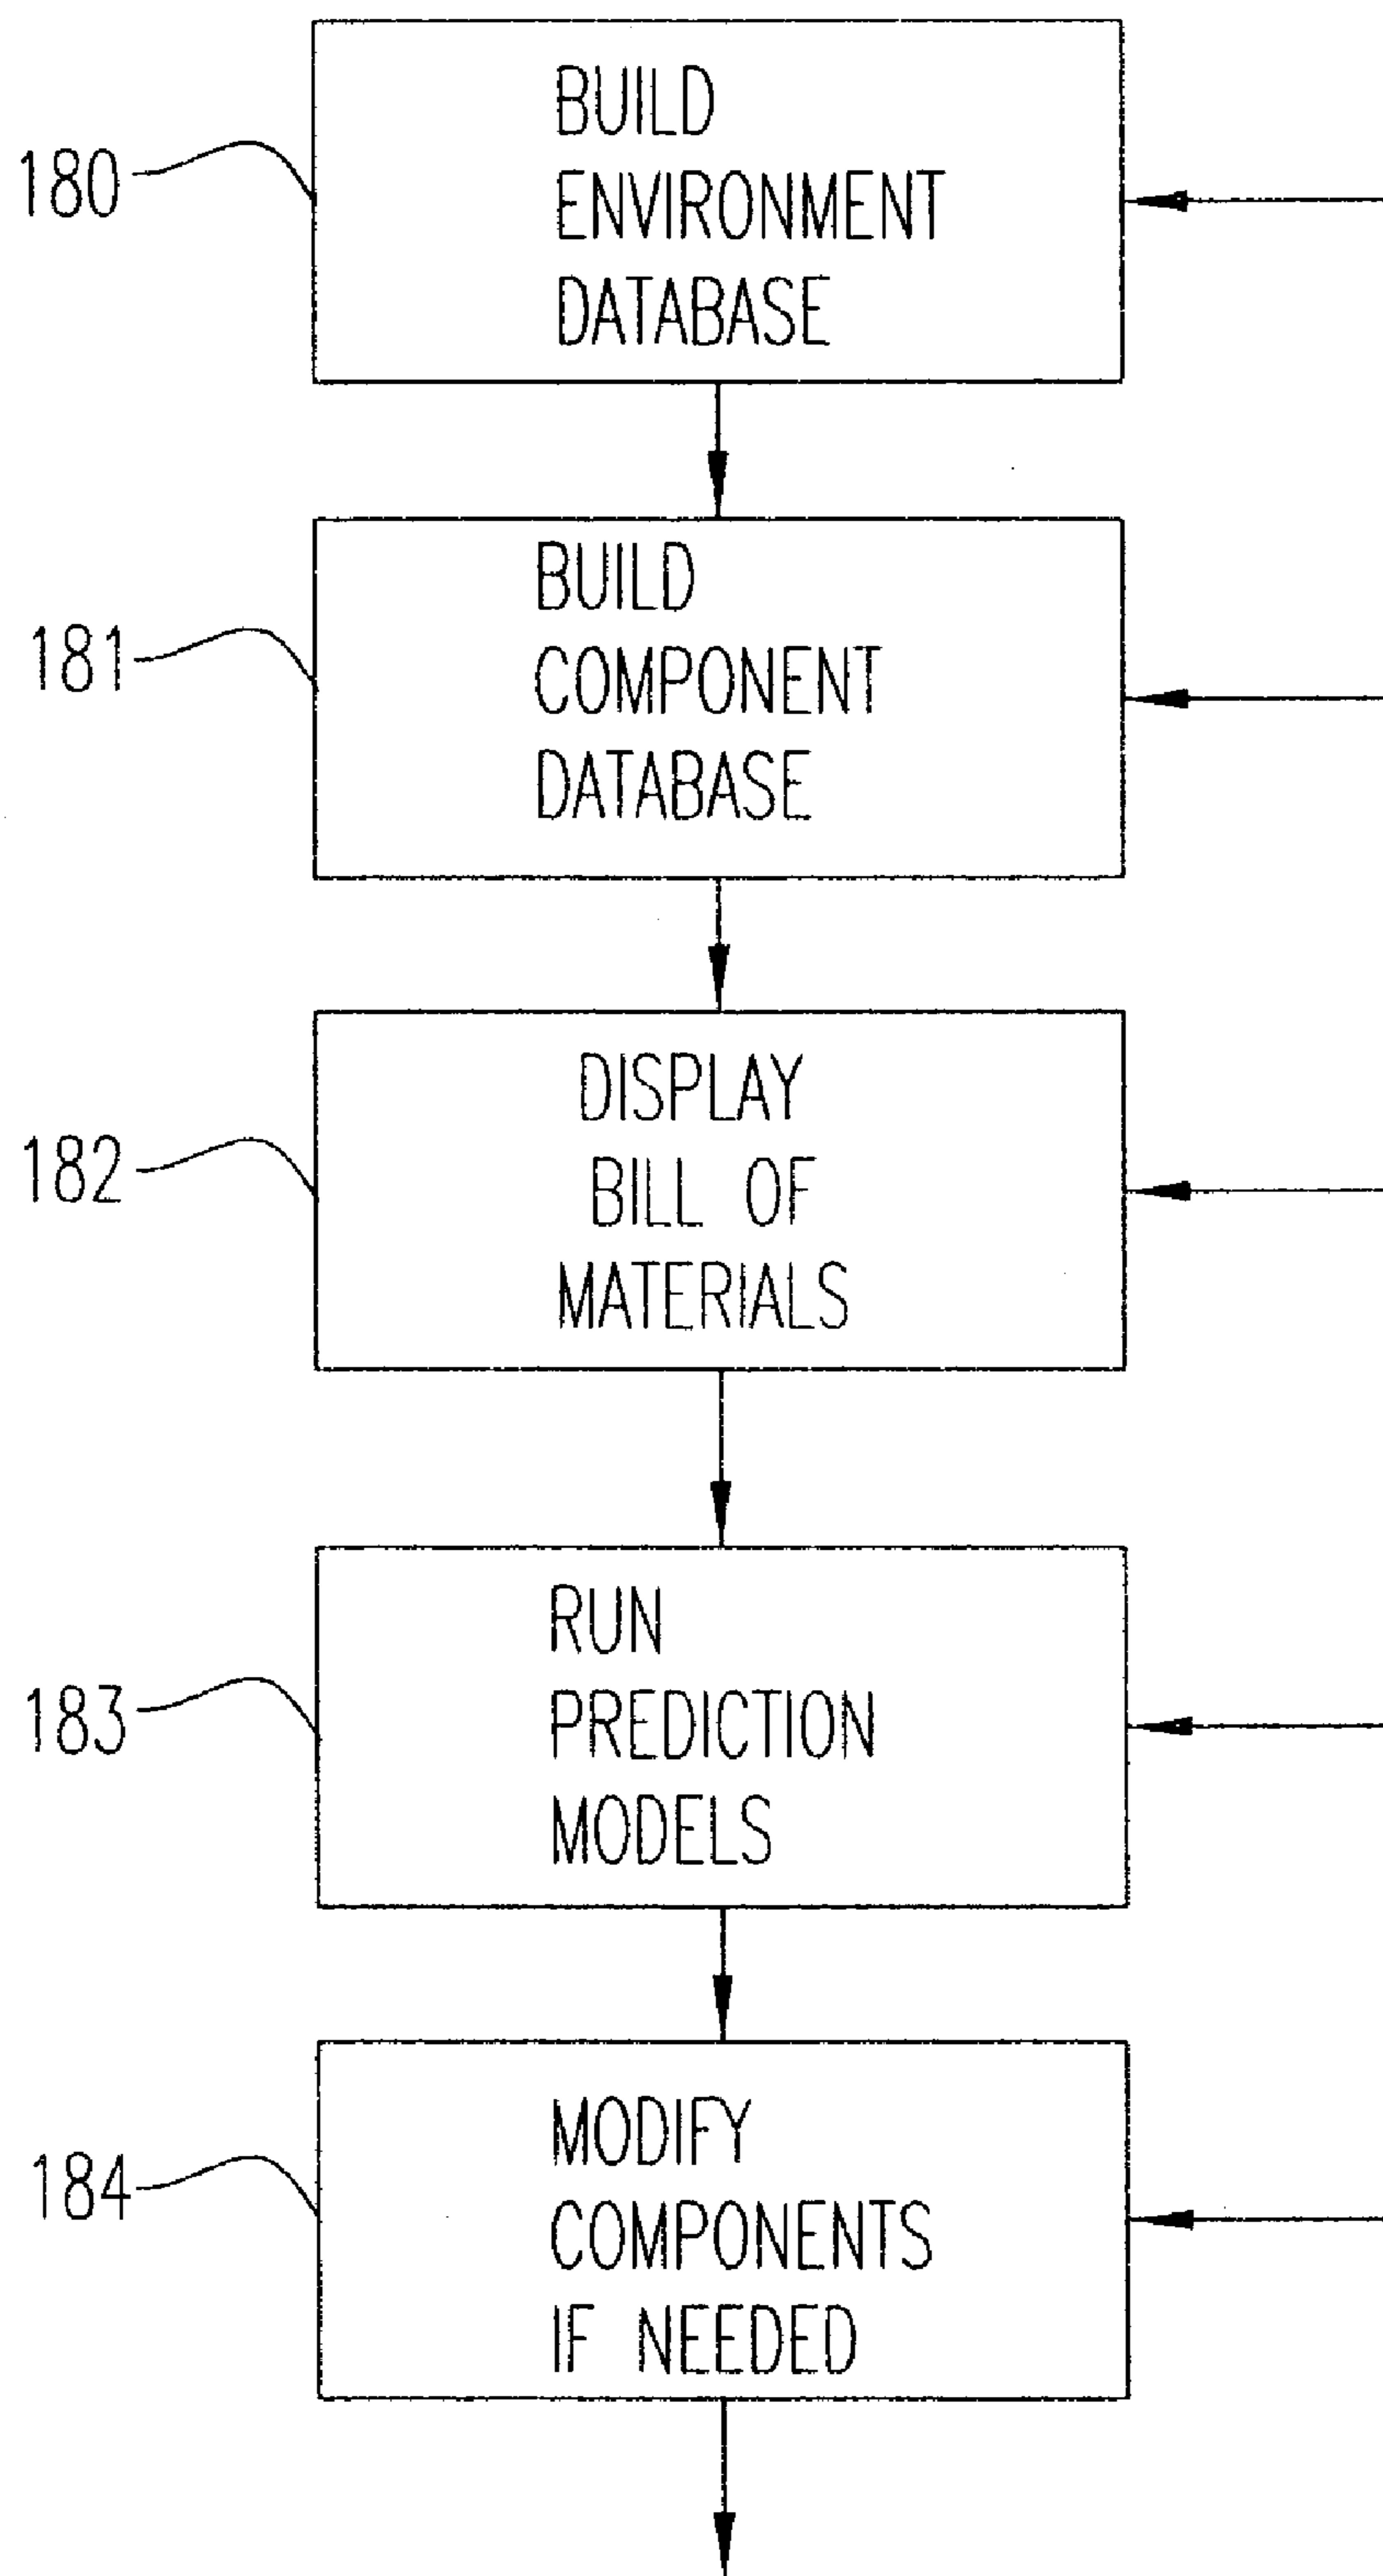 180
BUILD
ENVIRONMENT
DATABASE
181
BUILD
COMPONENT
DATABASE
182
DISPLAY
BILL OF
MATERIALS
183
RUN
PREDICTION
MODELS
184
MODIFY
COMPONENTS
IF NEEDED